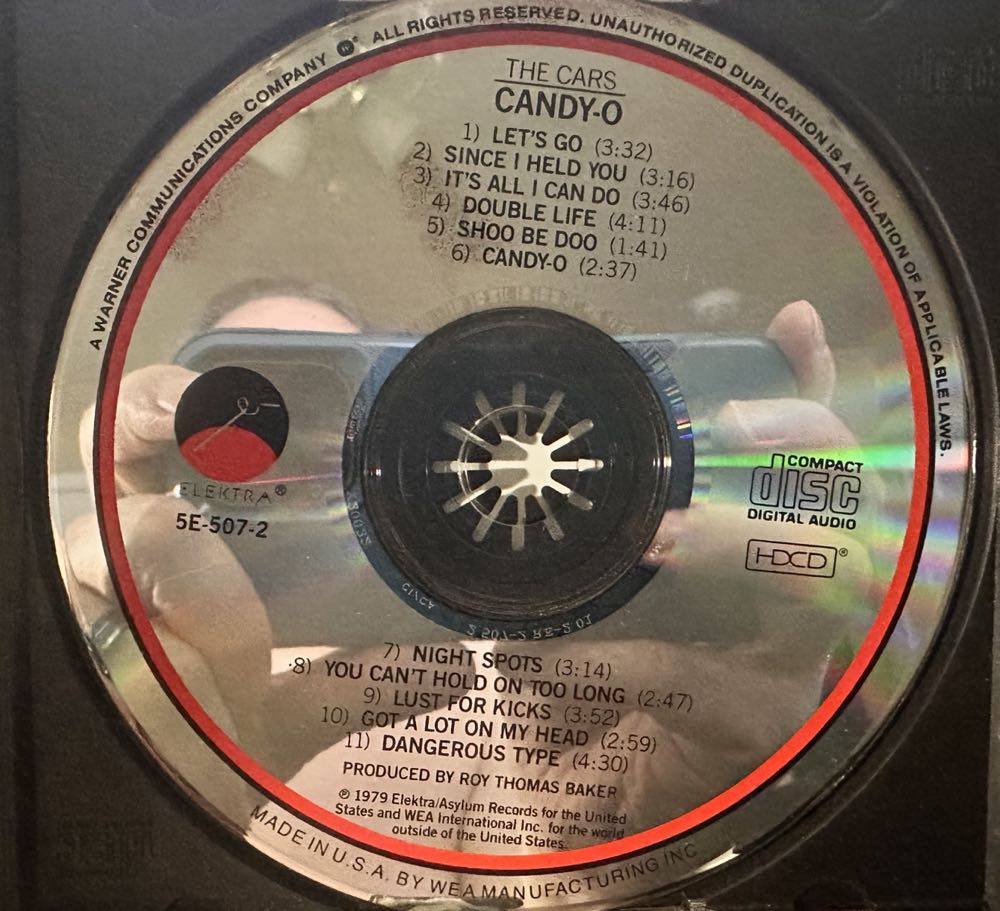 A WARNER COMMUNICATIONS COMPANY ALL RIGHTS RESERVED. UNAUTHORIZED DUPLICATION IS A VIOLATION OF APPLICABLE LAWS.
THE CARS
CANDY-O
1) LET'S GO (3:32)
2) SINCE I HELD YOU (3:16)
3) IT'S ALL I CAN DO (3:46)
4) DOUBLE LIFE (4:11)
5) SHOO BE DOO (1:41)
6) CANDY-O (2:37)
ELEKTRA®
5E-507-2
COMPACT
disc
DIGITAL AUDIO
HDCD®
7) NIGHT SPOTS (3:14)
8) YOU CAN'T HOLD ON TOO LONG (2:47)
9) LUST FOR KICKS (3:52)
10) GOT A LOT ON MY HEAD (2:59)
11) DANGEROUS TYPE (4:30)
PRODUCED BY ROY THOMAS BAKER
℗ 1979 Elektra/Asylum Records for the United
States and WEA International Inc. for the world
outside of the United States.
MADE IN U.S.A. BY WEA MANUFACTURING INC